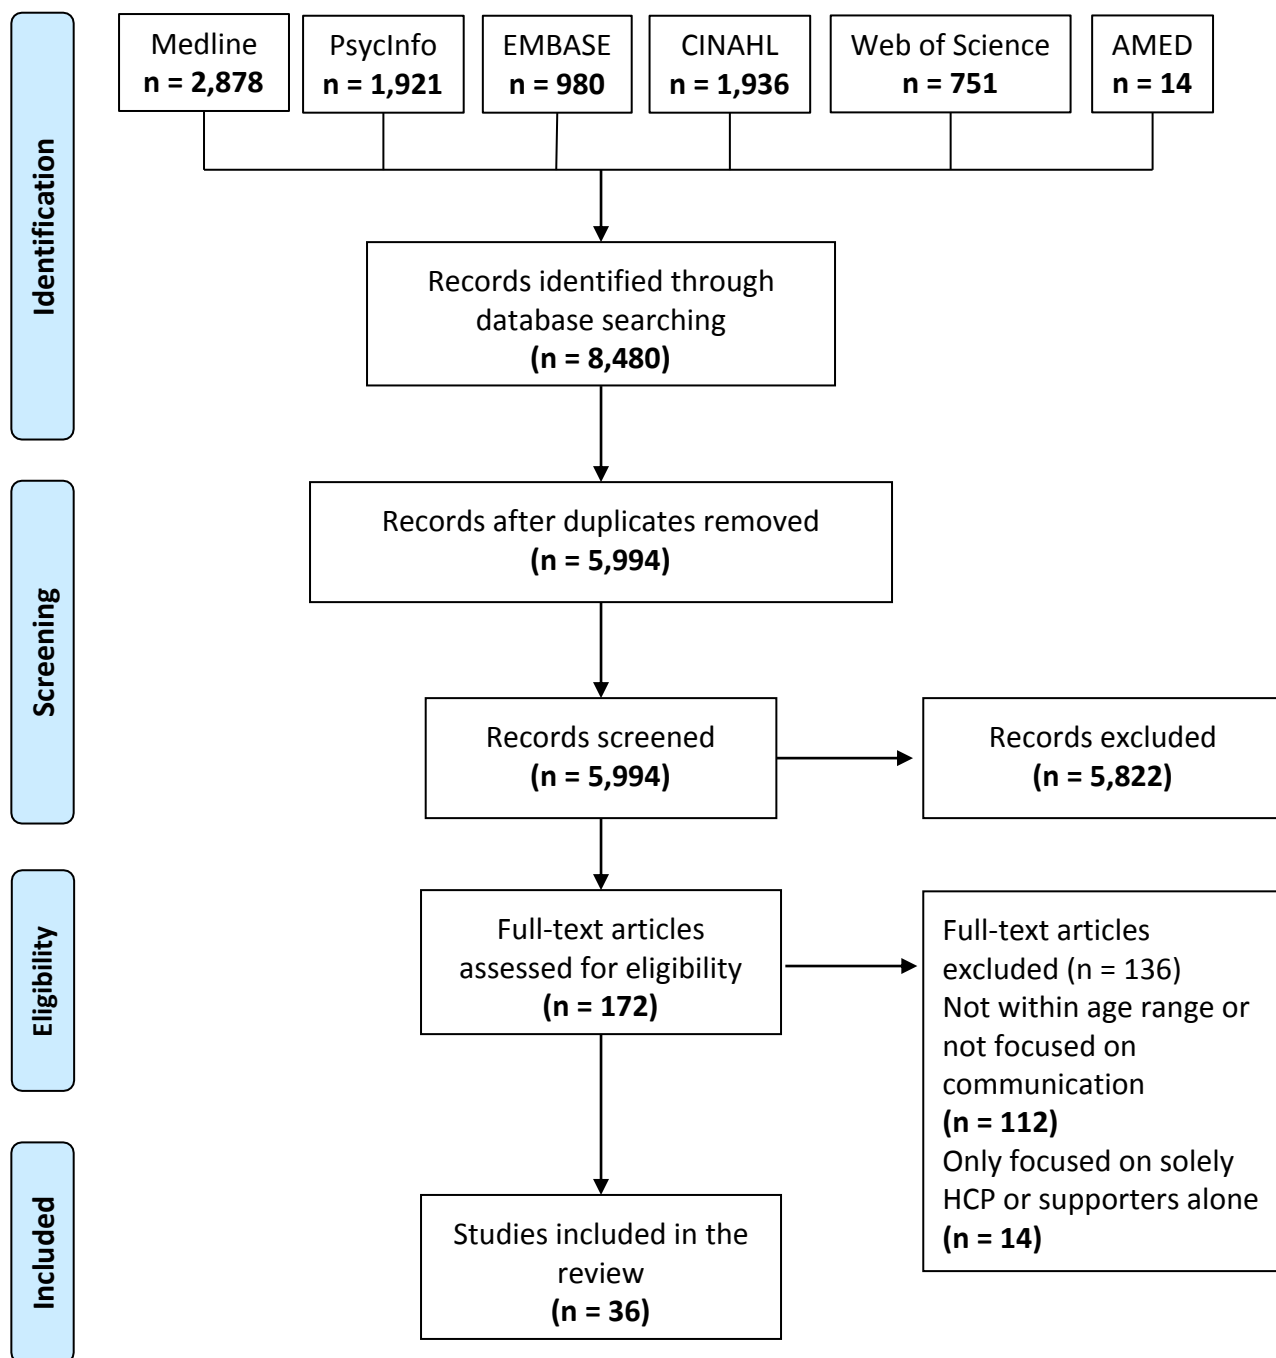 Identification
Medline
n = 2,878
PsycInfo
n = 1,921
EMBASE
n = 980
CINAHL
n = 1,936
Web of Science
n = 751
AMED
n = 14
Records identified through
database searching
(n = 8,480)
Screening
Records after duplicates removed
(n = 5,994)
Records screened
(n = 5,994)
Records excluded
(n = 5,822)
Eligibility
Full-text articles
assessed for eligibility
(n = 172)
Full-text articles
excluded (n = 136)
Not within age range or
not focused on
communication
(n = 112)
Only focused on solely
HCP or supporters alone
(n = 14)
Included
Studies included in the
review
(n = 36)